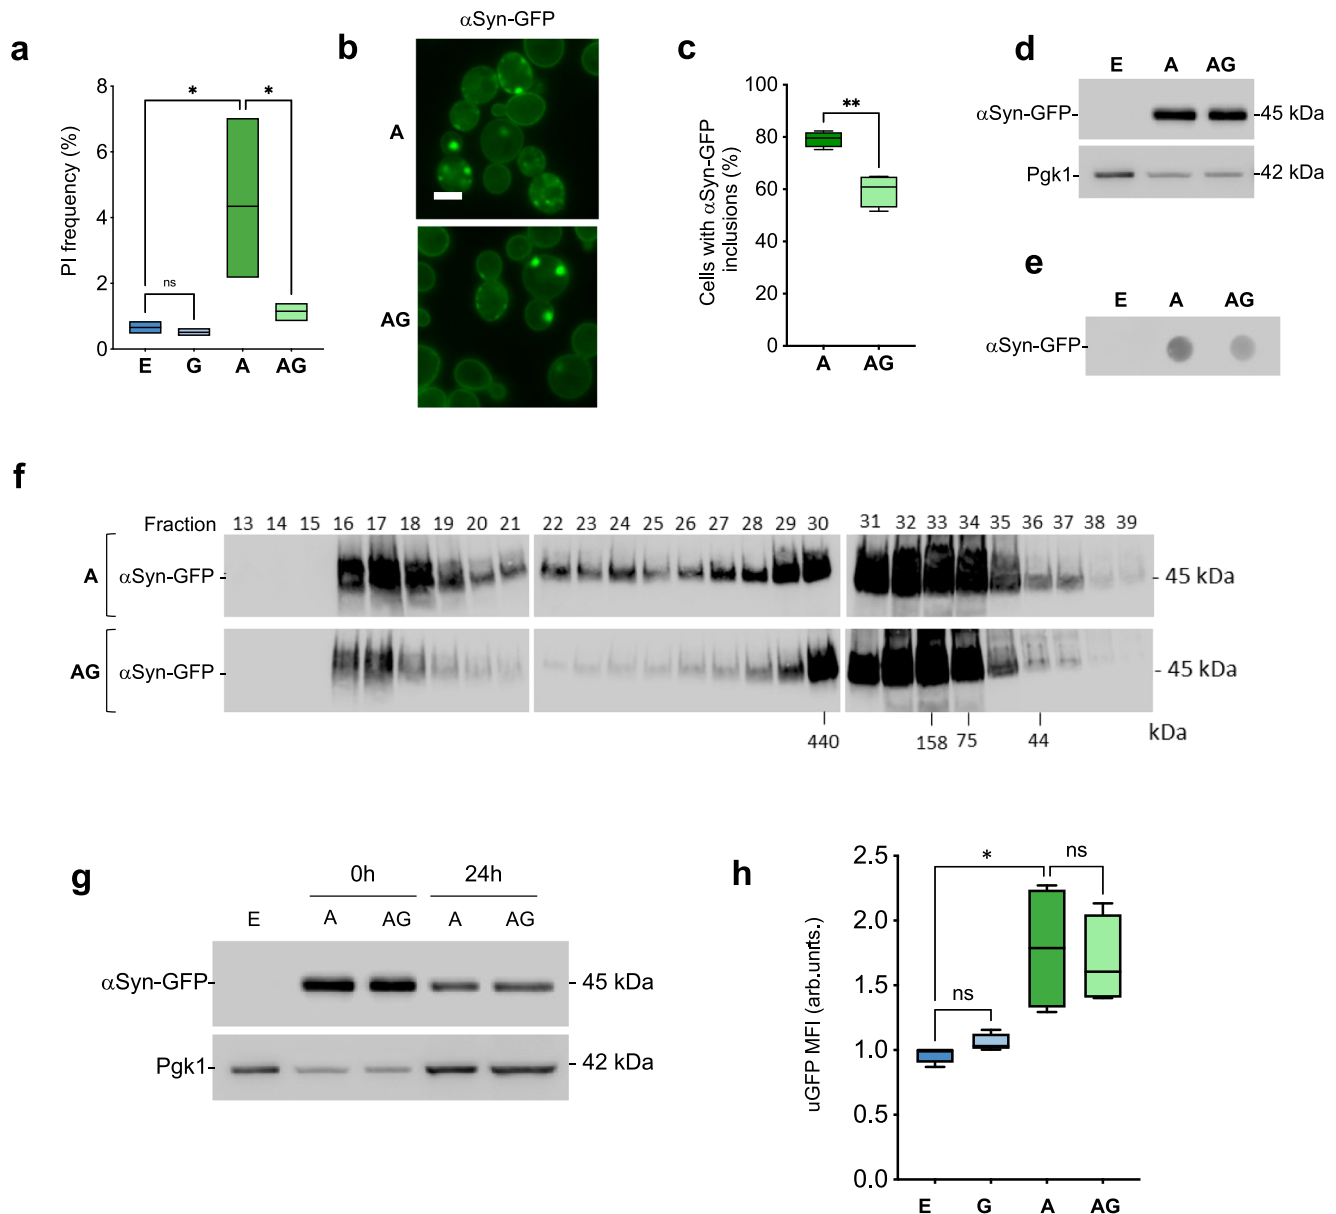 a
PI frequency (%)
8
6
4
2
0
*
*
ns
E G A AG
b
αSyn-GFP
A
AG
c
Cells with αSyn-GFP
inclusions (%)
100
80
60
40
20
0
**
A AG
d
E A AG
αSyn-GFP- -45 kDa
Pgk1- -42 kDa
e
E A AG
αSyn-GFP-
f
Fraction 13 14 15 16 17 18 19 20 21 22 23 24 25 26 27 28 29 30 31 32 33 34 35 36 37 38 39
A αSyn-GFP - - 45 kDa
AG αSyn-GFP - - 45 kDa
440 158 75 44 kDa
g
0h 24h
E A AG A AG
αSyn-GFP- - 45 kDa
Pgk1- - 42 kDa
h
uGFP MFI (arb.unrts.)
2.5
2.0
1.5
1.0
0.5
0.0
*
ns
ns
E G A AG